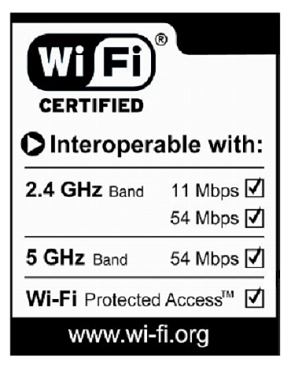 Wi Fi®
CERTIFIED
Interoperable with:
2.4 GHz Band 11 Mbps ☑
54 Mbps ☑
5 GHz Band 54 Mbps ☑
Wi-Fi Protected Access™ ☑
www.wi-fi.org